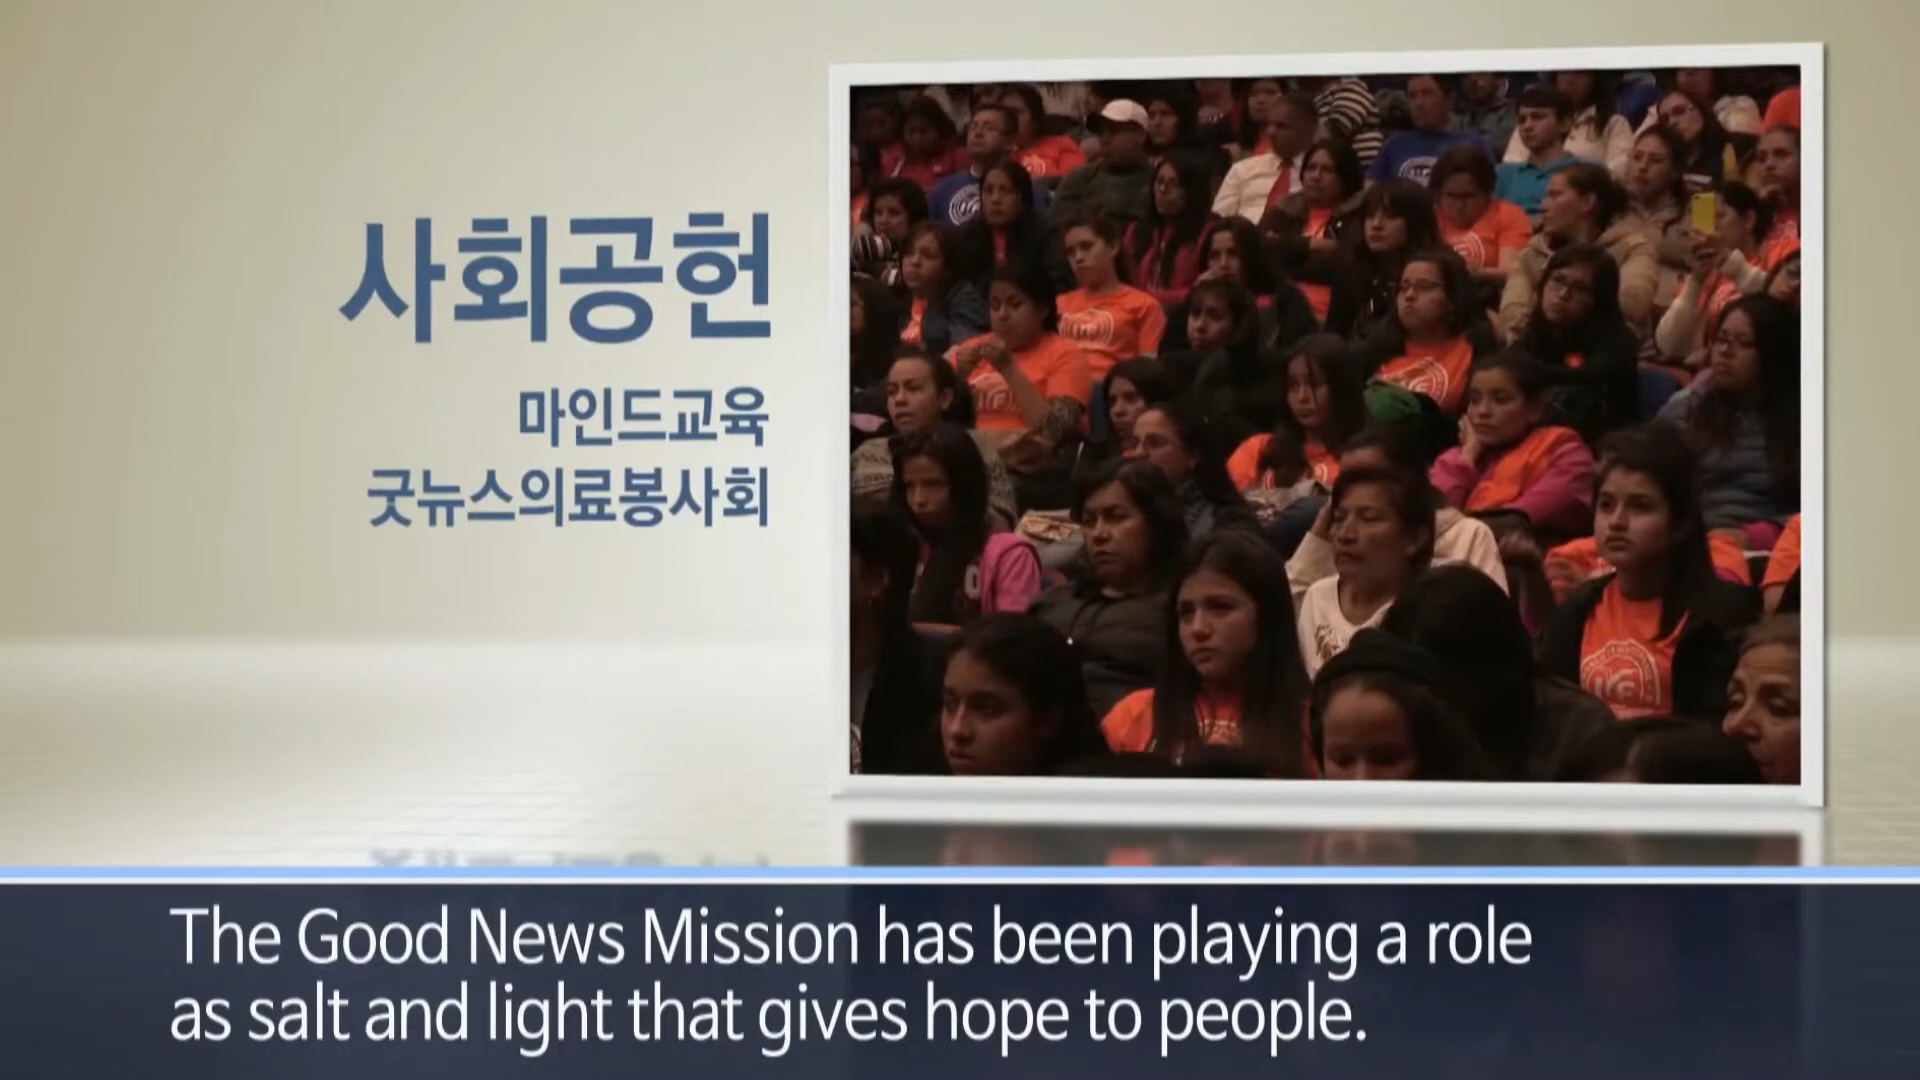 사회공헌
마인드교육
굿뉴스의료봉사회
The Good News Mission has been playing a role
as salt and light that gives hope to people.